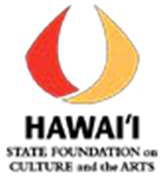 HAWAI'I
STATE FOUNDATION on
CULTURE and the ARTS